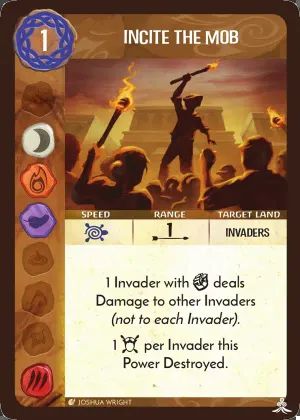 1
INCITE THE MOB
SPEED RANGE TARGET LAND
1 INVADERS
1 Invader with deals
Damage to other Invaders
(not to each Invader).
1 per Invader this
Power Destroyed.
JOSHUA WRIGHT